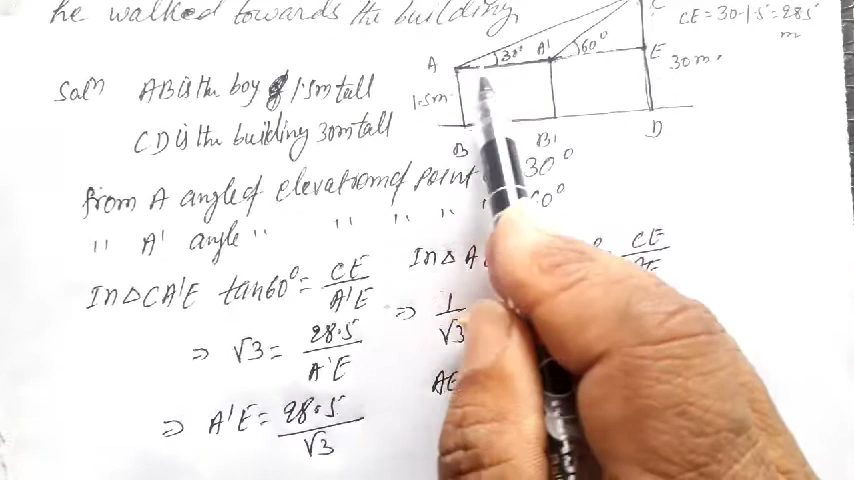 he walked towards the building
C
CE = 30-1.5 = 28.5 m
A 30° A' 60° E 30m.
Soln AB is the boy 1.5m tall
1.5m
CD is the building 30m tall
B B' D
from A angle of elevation of point 30°
" A' angle " " " " "
In △ CA'E tan60° = CE/A'E
In △ A CE/AE
⇒ √3 = 28.5/A'E
⇒ 1/√3
AE
⇒ A'E = 28.5/√3